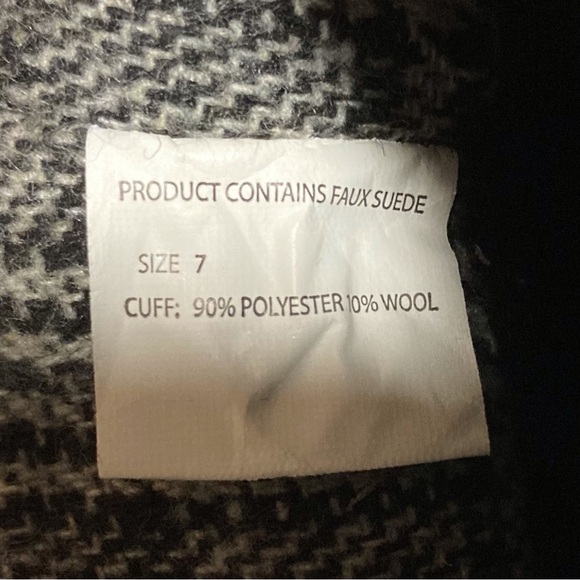 PRODUCT CONTAINS FAUX SUEDE
SIZE 7
CUFF: 90% POLYESTER 10% WOOL